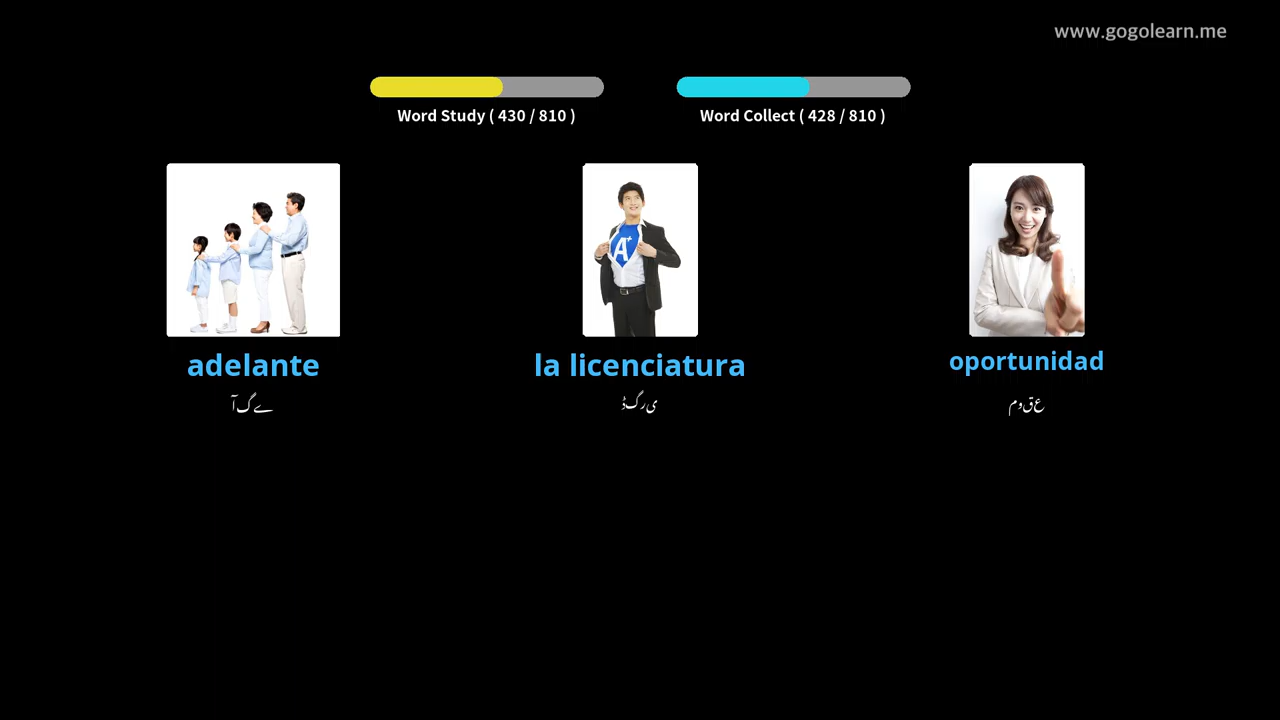 www.gogolearn.me
Word Study ( 430 / 810 )
Word Collect ( 428 / 810 )
A+
adelante
آگے
la licenciatura
ڈگری
oportunidad
موقع